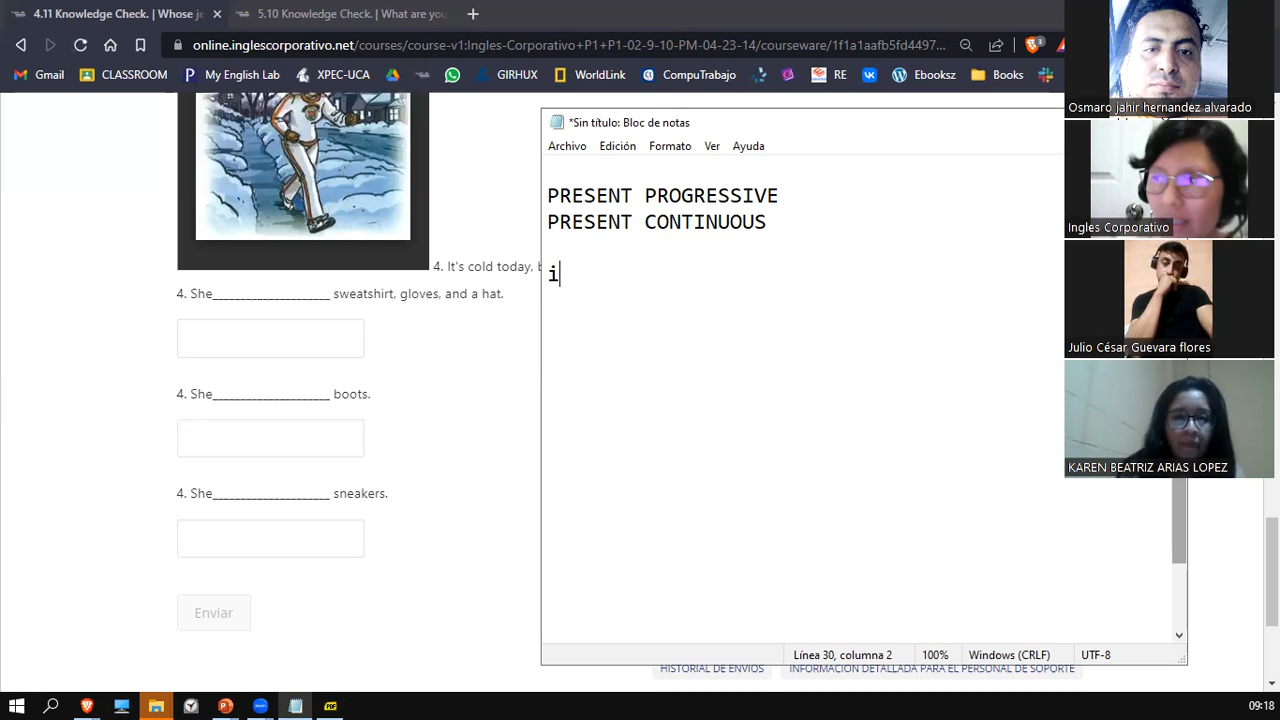 4.11 Knowledge Check. | Whose je
5.10 Knowledge Check. | What are you
online.inglescorporativo.net/courses/course-v1:Ingles-Corporativo+P1+P1-02-9-10-PM-04-23-14/courseware/1f1a1aafb5fd4497...
3
Gmail CLASSROOM My English Lab XPEC-UCA GIRHUX WorldLink CompuTrabajo RE Ebooksz Books
Osmaro jahir hernandez alvarado
*Sin título: Bloc de notas
Archivo Edición Formato Ver Ayuda
PRESENT PROGRESSIVE
PRESENT CONTINUOUS
i
Ingles Corporativo
4. It's cold today, b
4. She____________________ sweatshirt, gloves, and a hat.
Julio César Guevara flores
4. She____________________ boots.
KAREN BEATRIZ ARIAS LOPEZ
4. She____________________ sneakers.
Enviar
Línea 30, columna 2 100% Windows (CRLF) UTF-8
HISTORIAL DE ENVÍOS INFORMACIÓN DETALLADA PARA EL PERSONAL DE SOPORTE
09:18